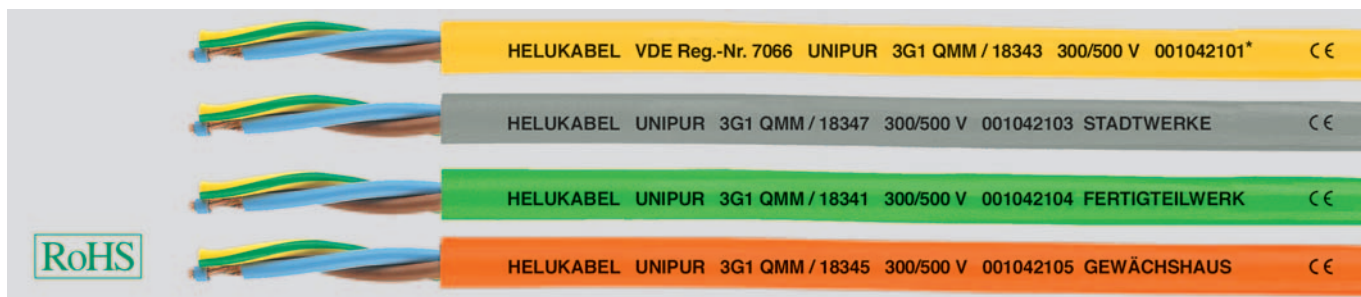 HELUKABEL VDE Reg.-Nr. 7066 UNIPUR 3G1 QMM / 18343 300/500 V 001042101* CE
HELUKABEL UNIPUR 3G1 QMM / 18347 300/500 V 001042103 STADTWERKE CE
HELUKABEL UNIPUR 3G1 QMM / 18341 300/500 V 001042104 FERTIGTEILWERK CE
RoHS
HELUKABEL UNIPUR 3G1 QMM / 18345 300/500 V 001042105 GEWÄCHSHAUS CE